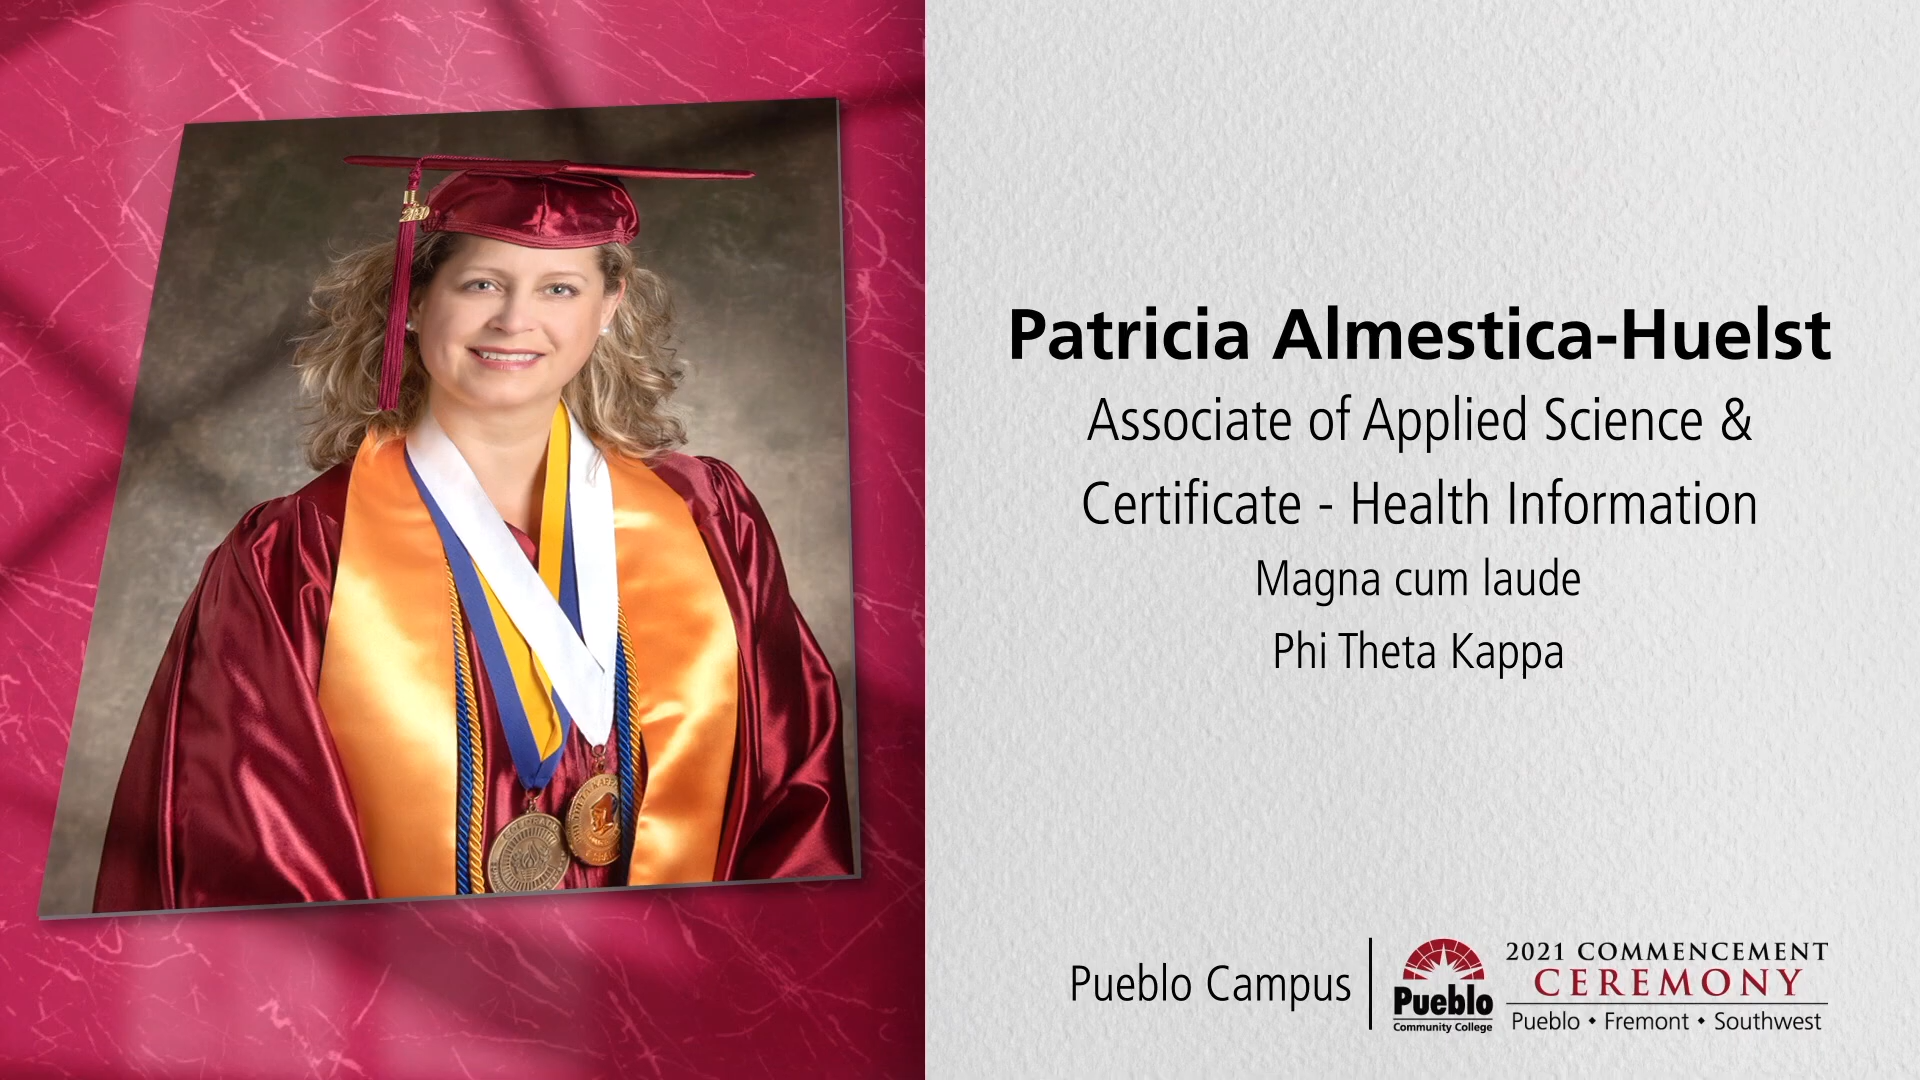 Patricia Almestica-Huelst
Associate of Applied Science &
Certificate - Health Information
Magna cum laude
Phi Theta Kappa
Pueblo Campus
Pueblo
Community College
2021 COMMENCEMENT
CEREMONY
Pueblo • Fremont • Southwest